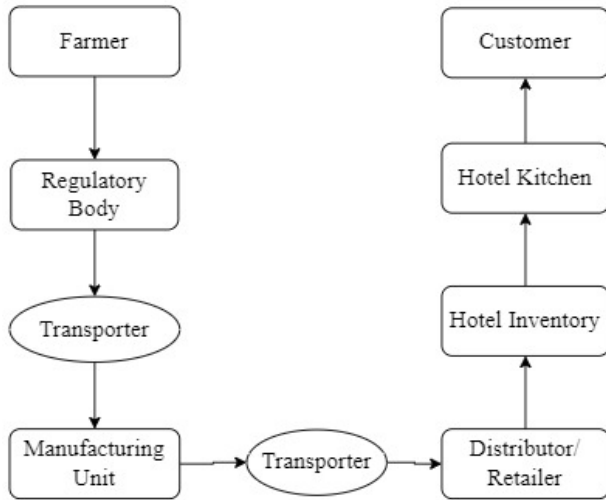 Farmer
Regulatory
Body
Transporter
Manufacturing
Unit
Transporter
Distributor/
Retailer
Hotel Inventory
Hotel Kitchen
Customer